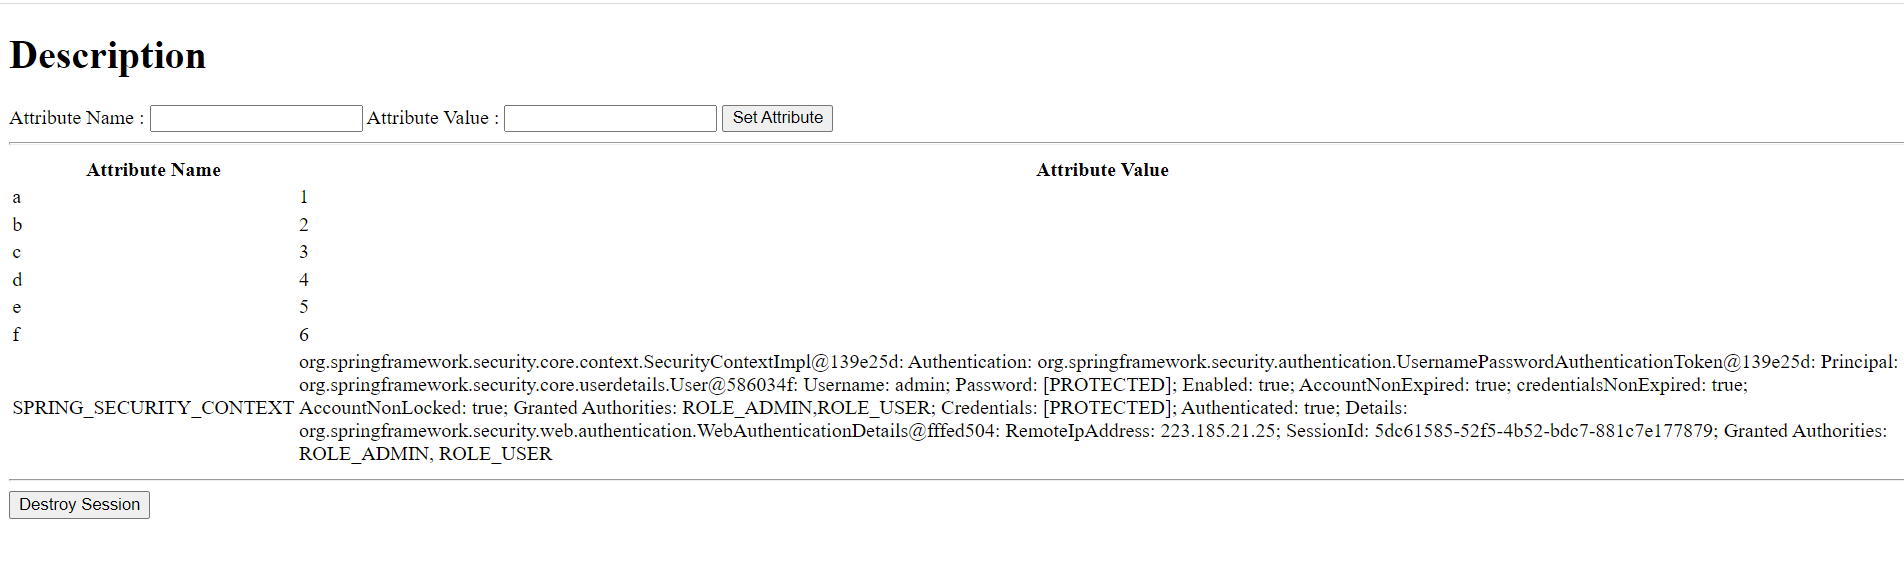 Description
Attribute Name : Attribute Value : Set Attribute
Attribute Name Attribute Value
a 1
b 2
c 3
d 4
e 5
f 6
SPRING_SECURITY_CONTEXT
org.springframework.security.core.context.SecurityContextImpl@139e25d: Authentication: org.springframework.security.authentication.UsernamePasswordAuthenticationToken@139e25d: Principal:
org.springframework.security.core.userdetails.User@586034f: Username: admin; Password: [PROTECTED]; Enabled: true; AccountNonExpired: true; credentialsNonExpired: true;
AccountNonLocked: true; Granted Authorities: ROLE_ADMIN,ROLE_USER; Credentials: [PROTECTED]; Authenticated: true; Details:
org.springframework.security.web.authentication.WebAuthenticationDetails@fffed504: RemoteIpAddress: 223.185.21.25; SessionId: 5dc61585-52f5-4b52-bdc7-881c7e177879; Granted Authorities:
ROLE_ADMIN, ROLE_USER
Destroy Session